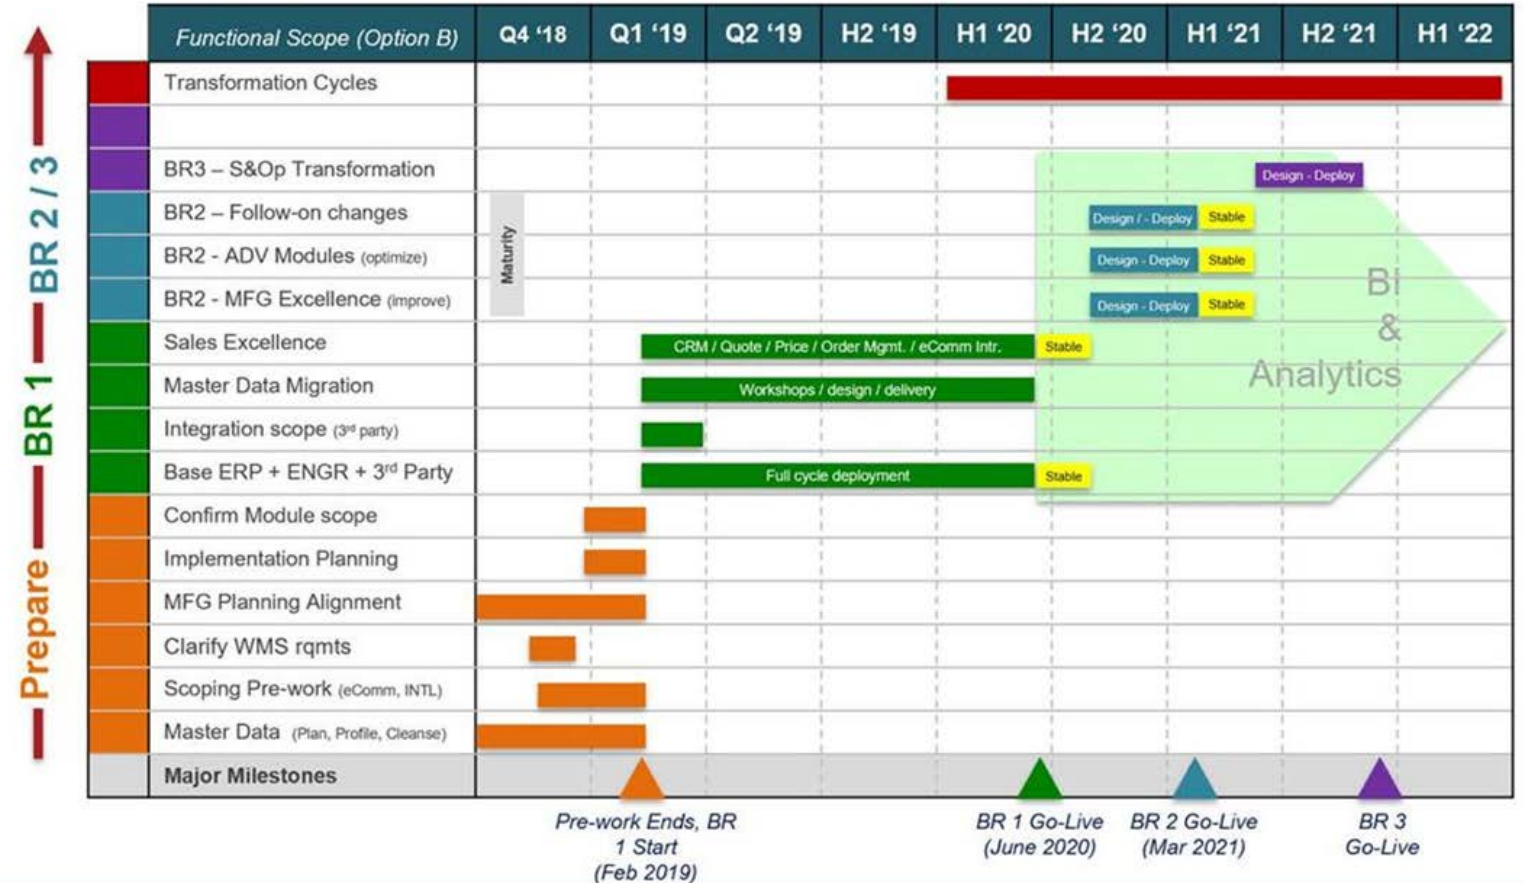 Functional Scope (Option B) Q4 ‘18 Q1 ‘19 Q2 ‘19 H2 ‘19 H1 ‘20 H2 ‘20 H1 ‘21 H2 ‘21 H1 ‘22
Transformation Cycles
BR3 – S&Op Transformation Design - Deploy
BR2 – Follow-on changes Design / - Deploy Stable
BR2 - ADV Modules (optimize) Design - Deploy Stable
BR2 - MFG Excellence (improve) Design - Deploy Stable
Maturity
Sales Excellence CRM / Quote / Price / Order Mgmt. / eComm Intr. Stable
Master Data Migration Workshops / design / delivery
Integration scope (3rd party)
Base ERP + ENGR + 3rd Party Full cycle deployment Stable
BI
&
Analytics
Confirm Module scope
Implementation Planning
MFG Planning Alignment
Clarify WMS rqmts
Scoping Pre-work (eComm, INTL)
Master Data (Plan, Profile, Cleanse)
Major Milestones
Prepare
BR 1
BR 2 / 3
Pre-work Ends, BR
1 Start
(Feb 2019)
BR 1 Go-Live
(June 2020)
BR 2 Go-Live
(Mar 2021)
BR 3
Go-Live